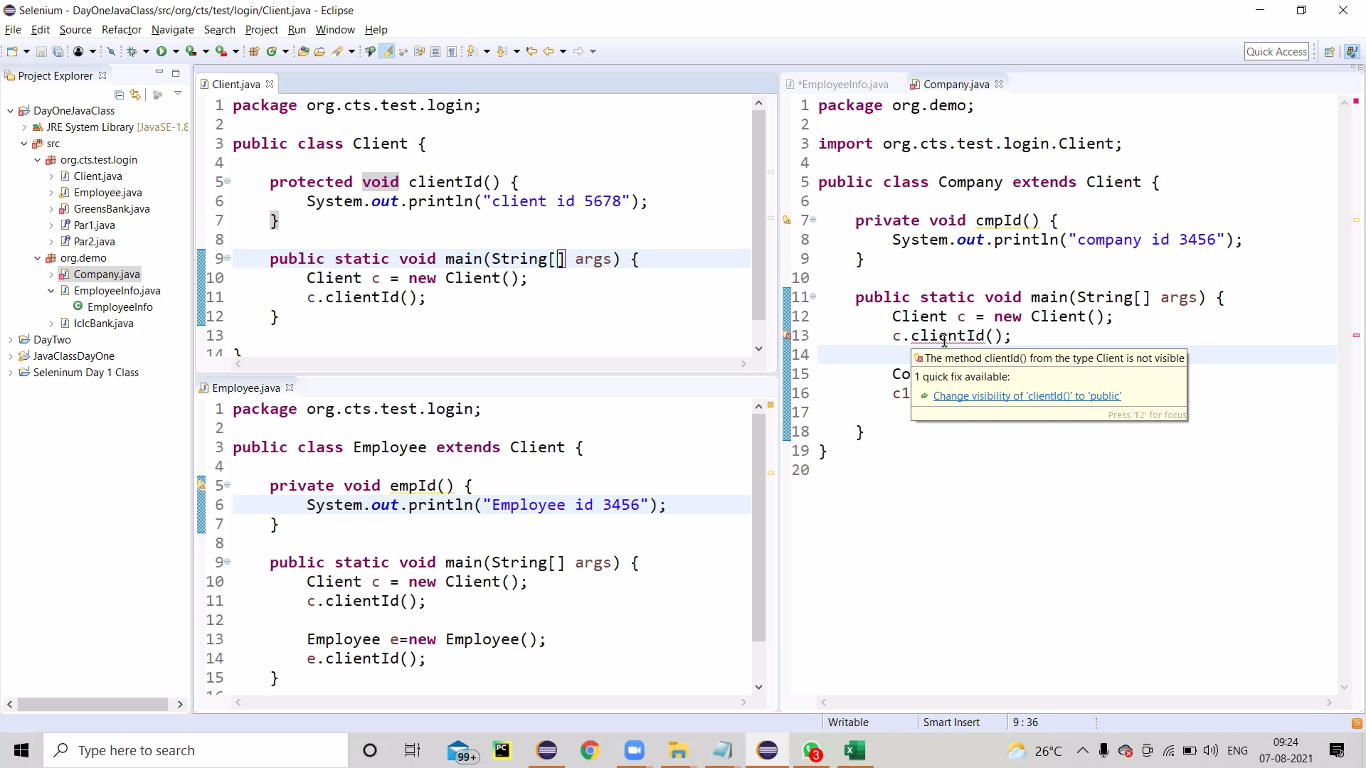 Selenium - DayOneJavaClass/src/org/cts/test/login/Client.java - Eclipse
File Edit Source Refactor Navigate Search Project Explorer Run Window Help
Quick Access
Project Explorer
DayOneJavaClass
JRE System Library [JavaSE-1.8
src
org.cts.test.login
Client.java
Employee.java
GreensBank.java
Par1.java
Par2.java
org.demo
Company.java
EmployeeInfo.java
EmployeeInfo
IcIcBank.java
DayTwo
JavaClassDayOne
Seleninum Day 1 Class
Client.java
1 package org.cts.test.login;
2
3 public class Client {
4
5 protected void clientId() {
6 System.out.println("client id 5678");
7 }
8
9 public static void main(String[] args) {
10 Client c = new Client();
11 c.clientId();
12 }
13
14 }
Employee.java
1 package org.cts.test.login;
2
3 public class Employee extends Client {
4
5 private void empId() {
6 System.out.println("Employee id 3456");
7 }
8
9 public static void main(String[] args) {
10 Client c = new Client();
11 c.clientId();
12
13 Employee e=new Employee();
14 e.clientId();
15 }
*EmployeeInfo.java Company.java
1 package org.demo;
2
3 import org.cts.test.login.Client;
4
5 public class Company extends Client {
6
7 private void cmpId() {
8 System.out.println("company id 3456");
9 }
10
11 public static void main(String[] args) {
12 Client c = new Client();
13 c.clientId();
14
15 Co
16 c1
17
18 }
19 }
20
The method clientId() from the type Client is not visible
1 quick fix available:
Change visibility of 'clientId()' to 'public'
Press 'F2' for focus
Writable Smart Insert 9 : 36
Type here to search
99+
PC
3
26°C
ENG
09:24
07-08-2021